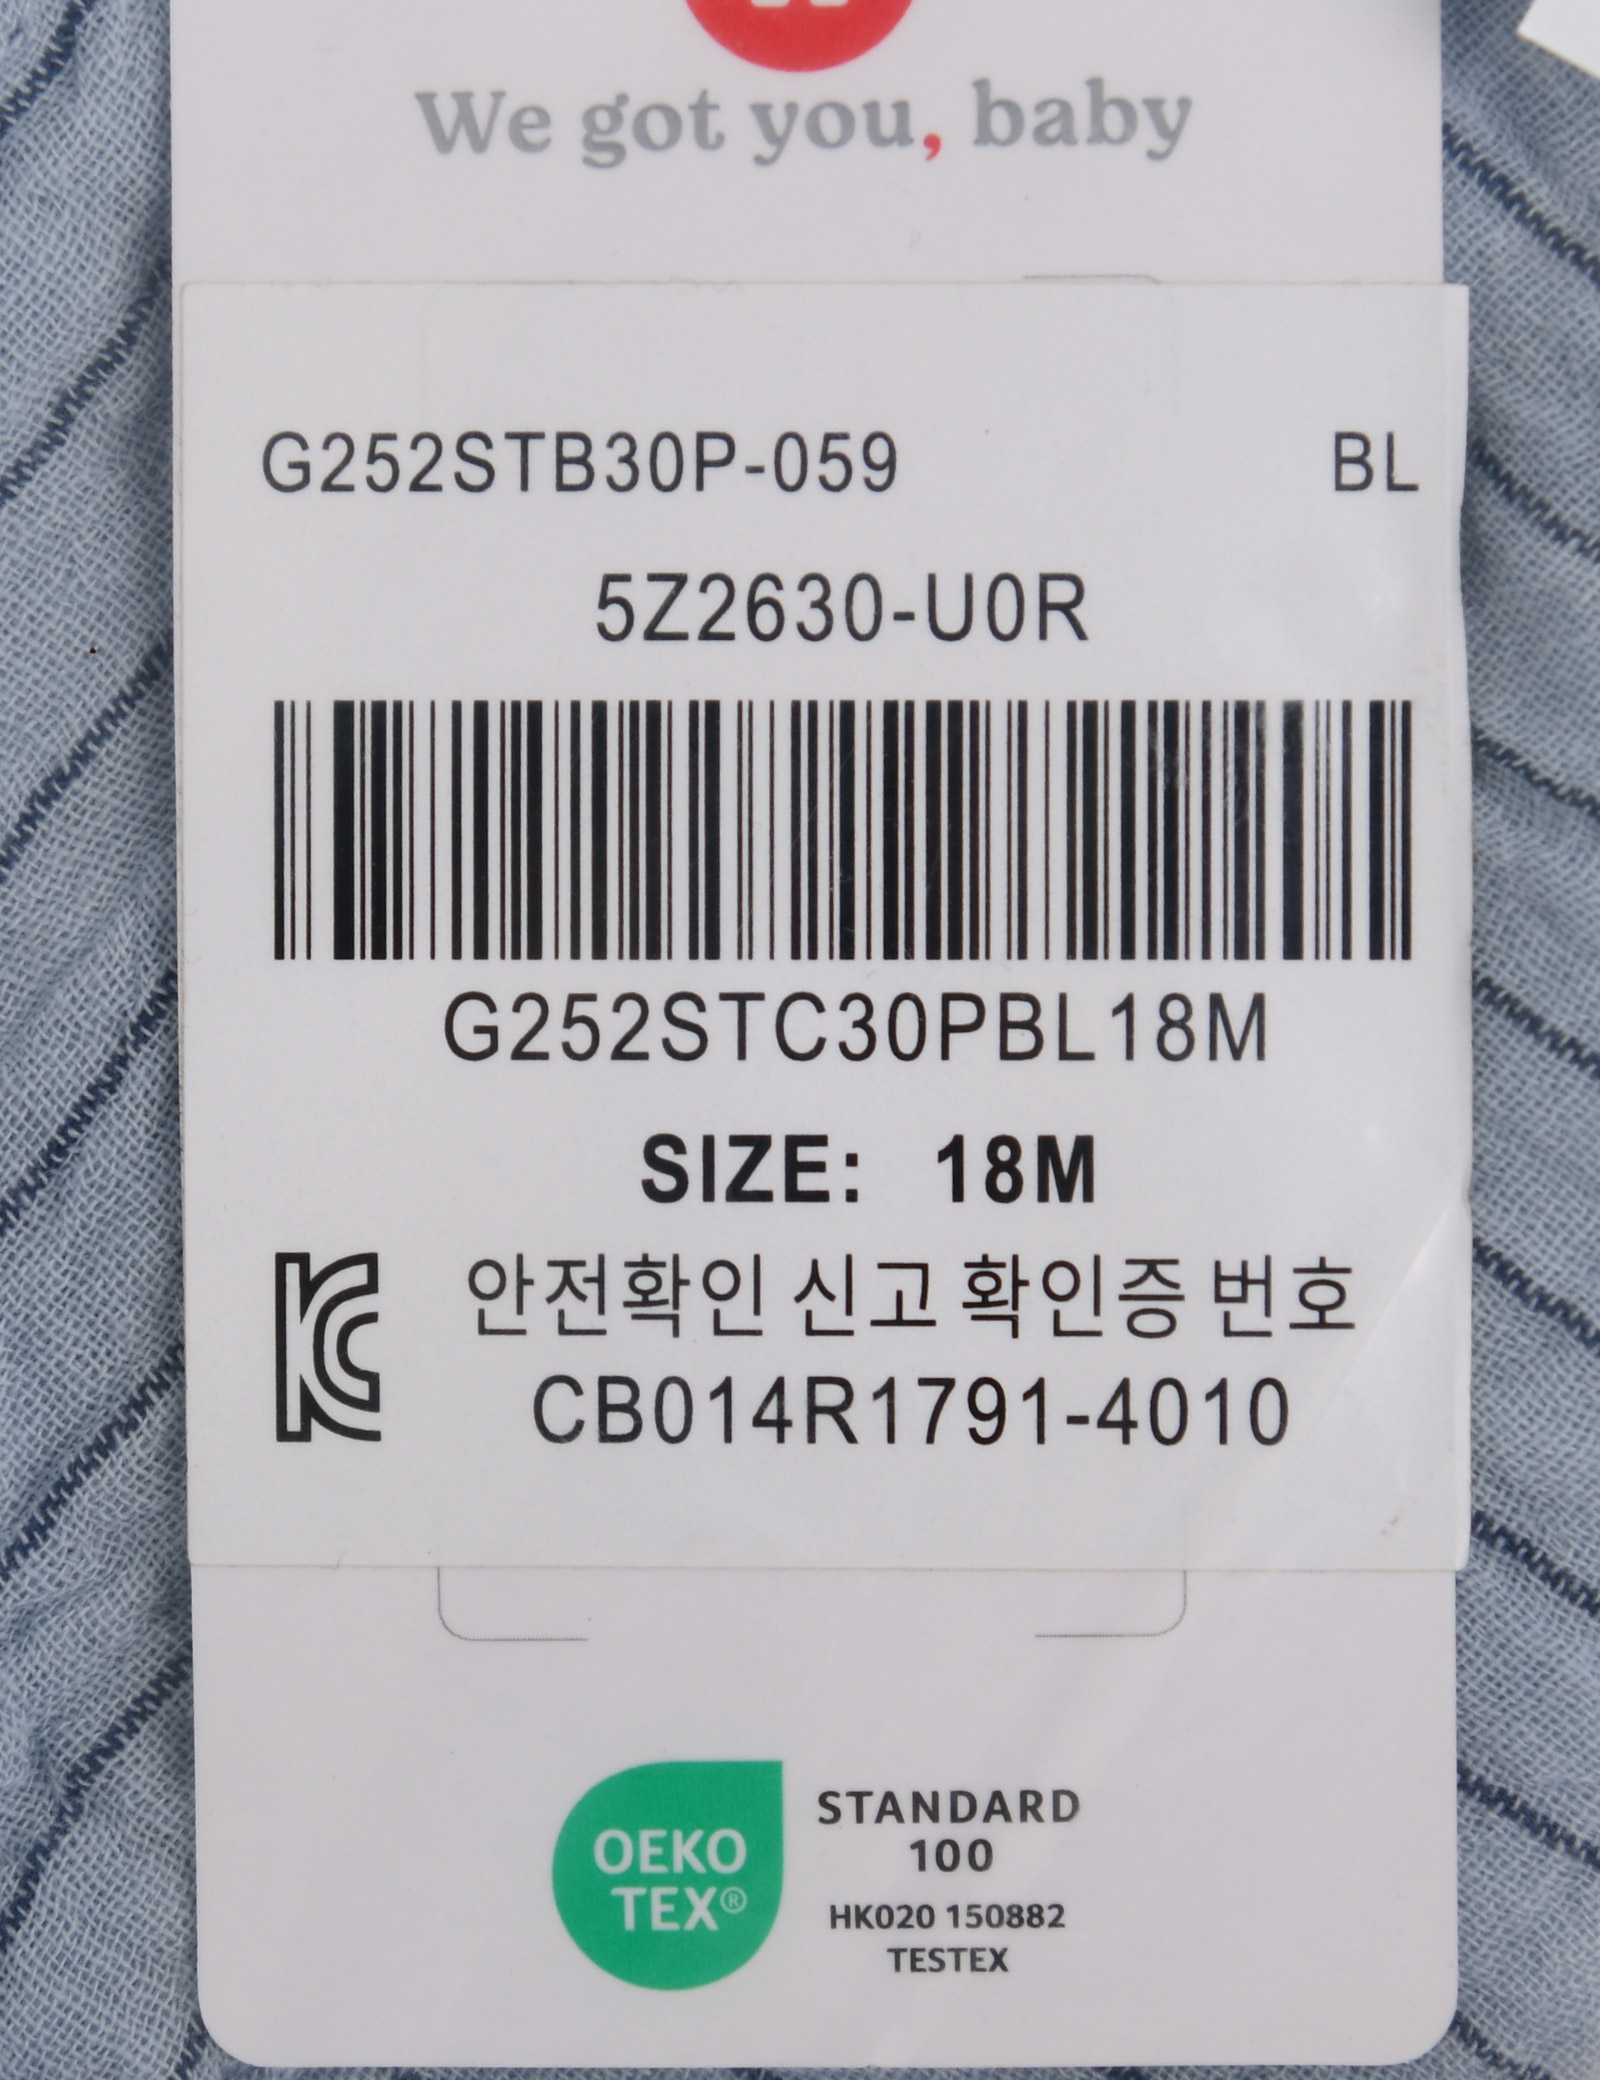 We got you, baby
G252STB30P-059 BL
5Z2630-U0R
G252STC30PBL18M
SIZE: 18M
안전확인 신고 확인증 번호
CB014R1791-4010
OEKO
TEX®
STANDARD
100
HK020 150882
TESTEX